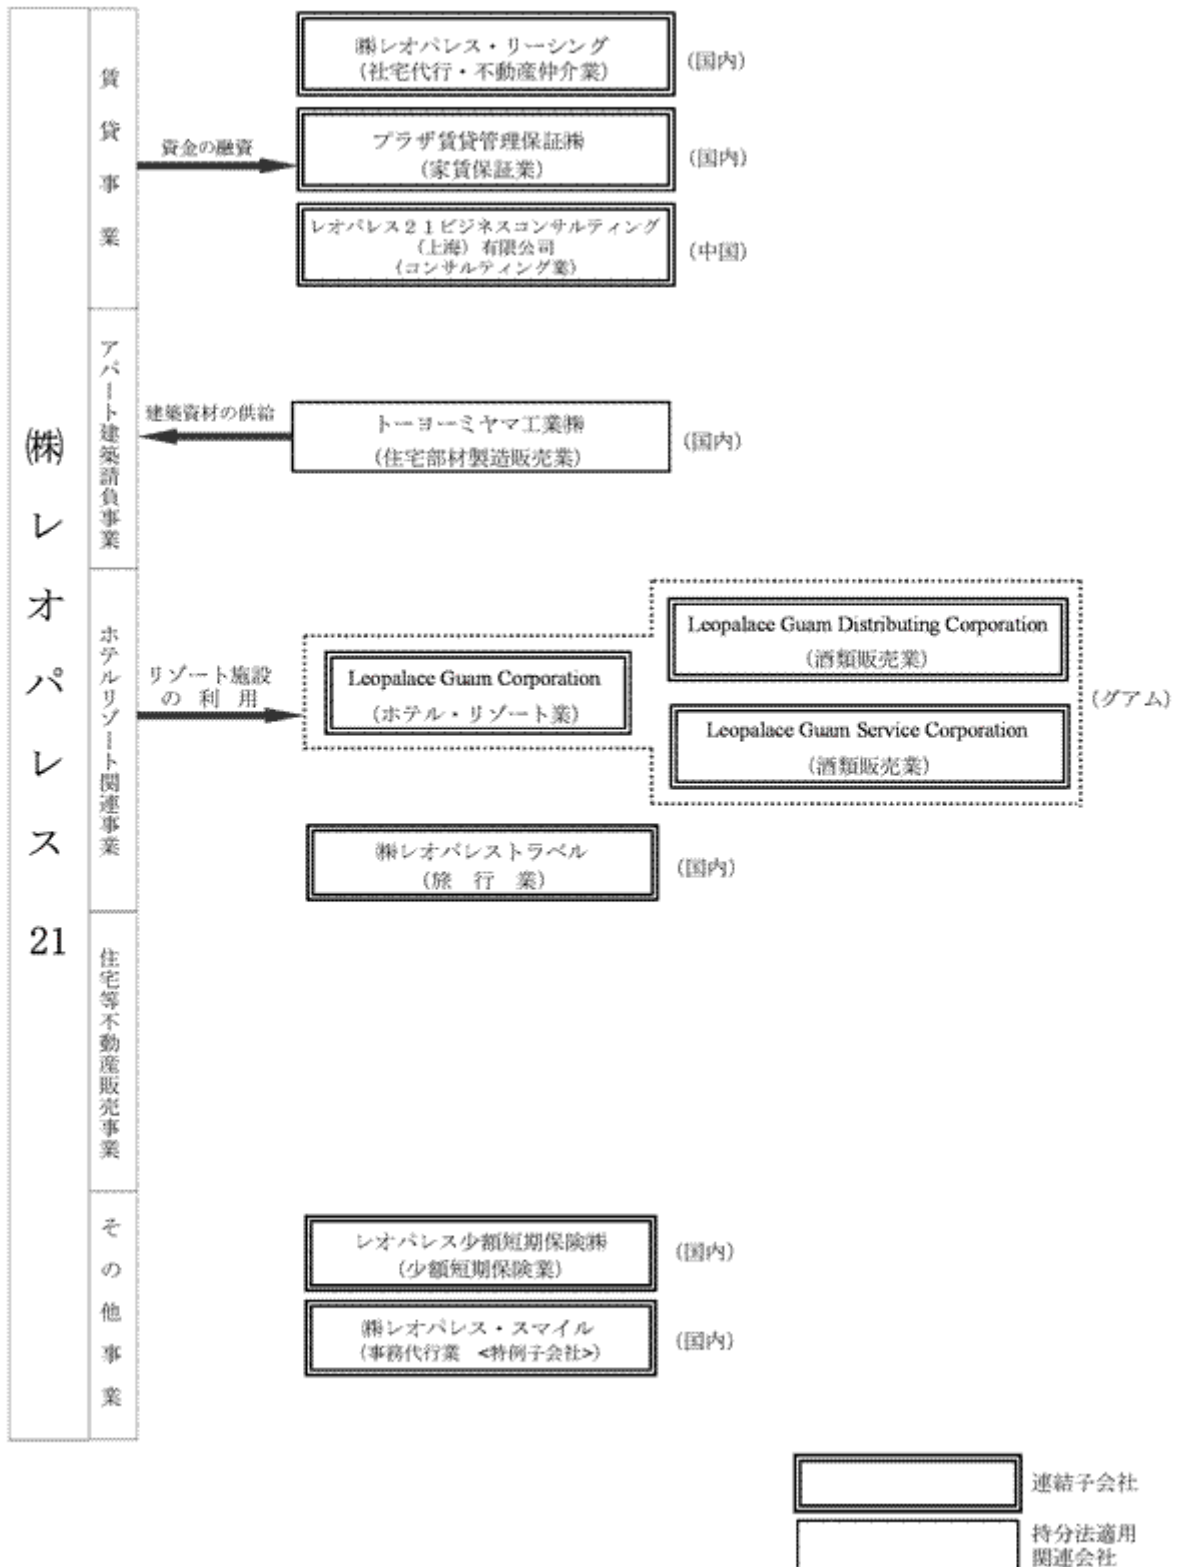 ㈱レオパレス21
賃貸事業
資金の融資
㈱レオパレス・リーシング
(社宅代行・不動産仲介業)
(国内)
プラザ賃貸管理保証㈱
(家賃保証業)
(国内)
レオパレス21ビジネスコンサルティング
(上海)有限公司
(コンサルティング業)
(中国)
アパート建築請負事業
建築資材の供給
トーヨーミヤマ工業㈱
(住宅部材製造販売業)
(国内)
ホテルリゾート関連事業
リゾート施設
の 利 用
Leopalace Guam Corporation
(ホテル・リゾート業)
Leopalace Guam Distributing Corporation
(酒類販売業)
Leopalace Guam Service Corporation
(酒類販売業)
(グアム)
㈱レオパレストラベル
(旅 行 業)
(国内)
住宅等不動産販売事業
その他事業
レオパレス少額短期保険㈱
(少額短期保険業)
(国内)
㈱レオパレス・スマイル
(事務代行業 <特例子会社>)
(国内)
連結子会社
持分法適用
関連会社